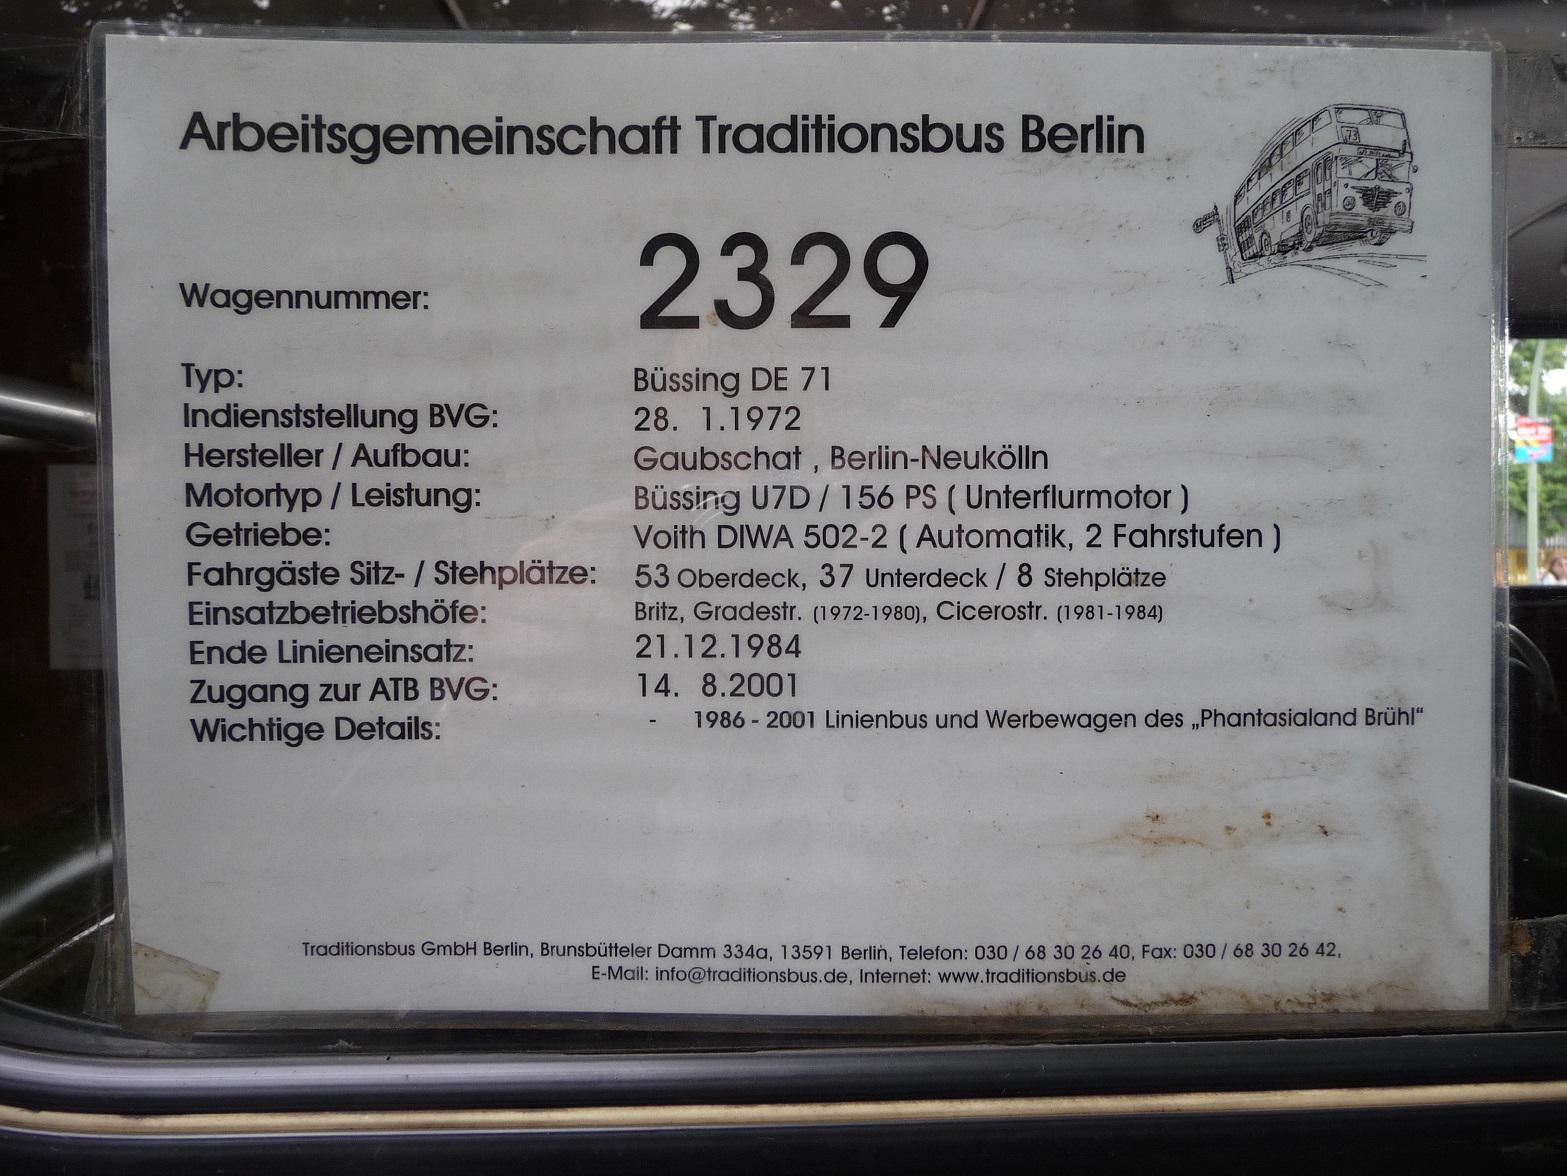 Arbeitsgemeinschaft Traditionsbus Berlin
73
Wagennummer: 2329
Typ: Büssing DE 71
Indienststellung BVG: 28. 1.1972
Hersteller / Aufbau: Gaubschat , Berlin-Neukölln
Motortyp / Leistung: Büssing U7D / 156 PS ( Unterflurmotor )
Getriebe: Voith DIWA 502-2 ( Automatik, 2 Fahrstufen )
Fahrgäste Sitz- / Stehplätze: 53 Oberdeck, 37 Unterdeck / 8 Stehplätze
Einsatzbetriebshöfe: Britz, Gradestr. (1972-1980), Cicerostr. (1981-1984)
Ende Linieneinsatz: 21.12.1984
Zugang zur ATB BVG: 14. 8.2001
Wichtige Details: - 1986 - 2001 Linienbus und Werbewagen des „Phantasialand Brühl“
Traditionsbus GmbH Berlin, Brunsbütteler Damm 334a, 13591 Berlin, Telefon: 030 / 68 30 26 40, Fax: 030 / 68 30 26 42,
E-Mail: info@traditionsbus.de, Internet: www.traditionsbus.de